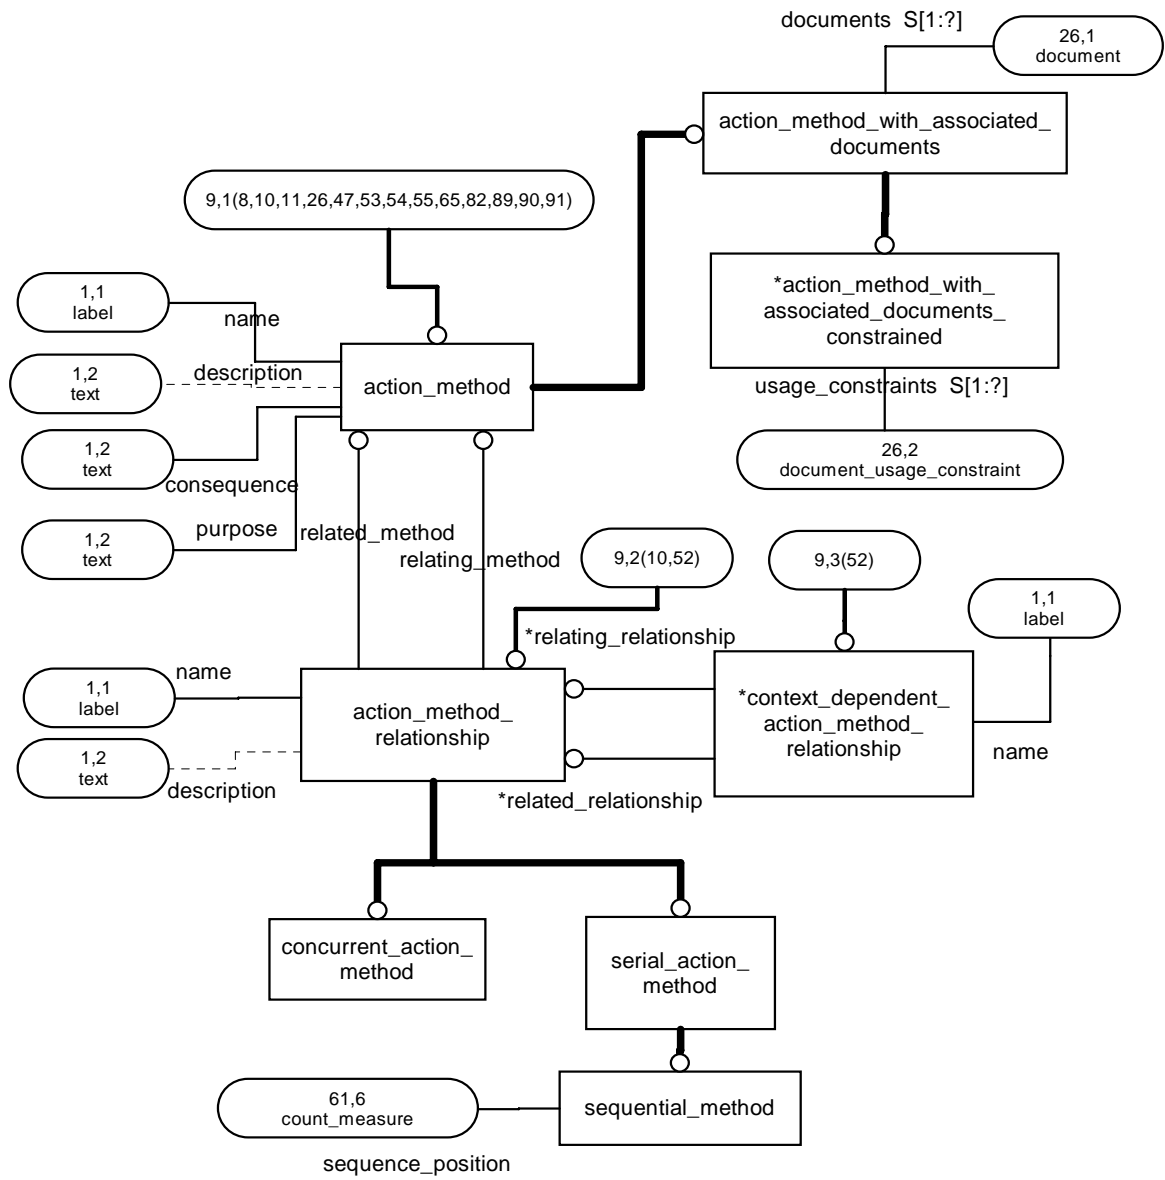 documents S[1:?]
26,1
document
action_method_with_associated_
documents
9,1(8,10,11,26,47,53,54,55,65,82,89,90,91)
*action_method_with_
associated_documents_
constrained
1,1
label
name
1,2
text
description
action_method
usage_constraints S[1:?]
1,2
text
consequence
26,2
document_usage_constraint
1,2
text
purpose
related_method
relating_method
9,2(10,52)
9,3(52)
1,1
label
*relating_relationship
name
1,1
label
action_method_
relationship
*context_dependent_
action_method_
relationship
name
1,2
text
description
*related_relationship
concurrent_action_
method
serial_action_
method
61,6
count_measure
sequential_method
sequence_position